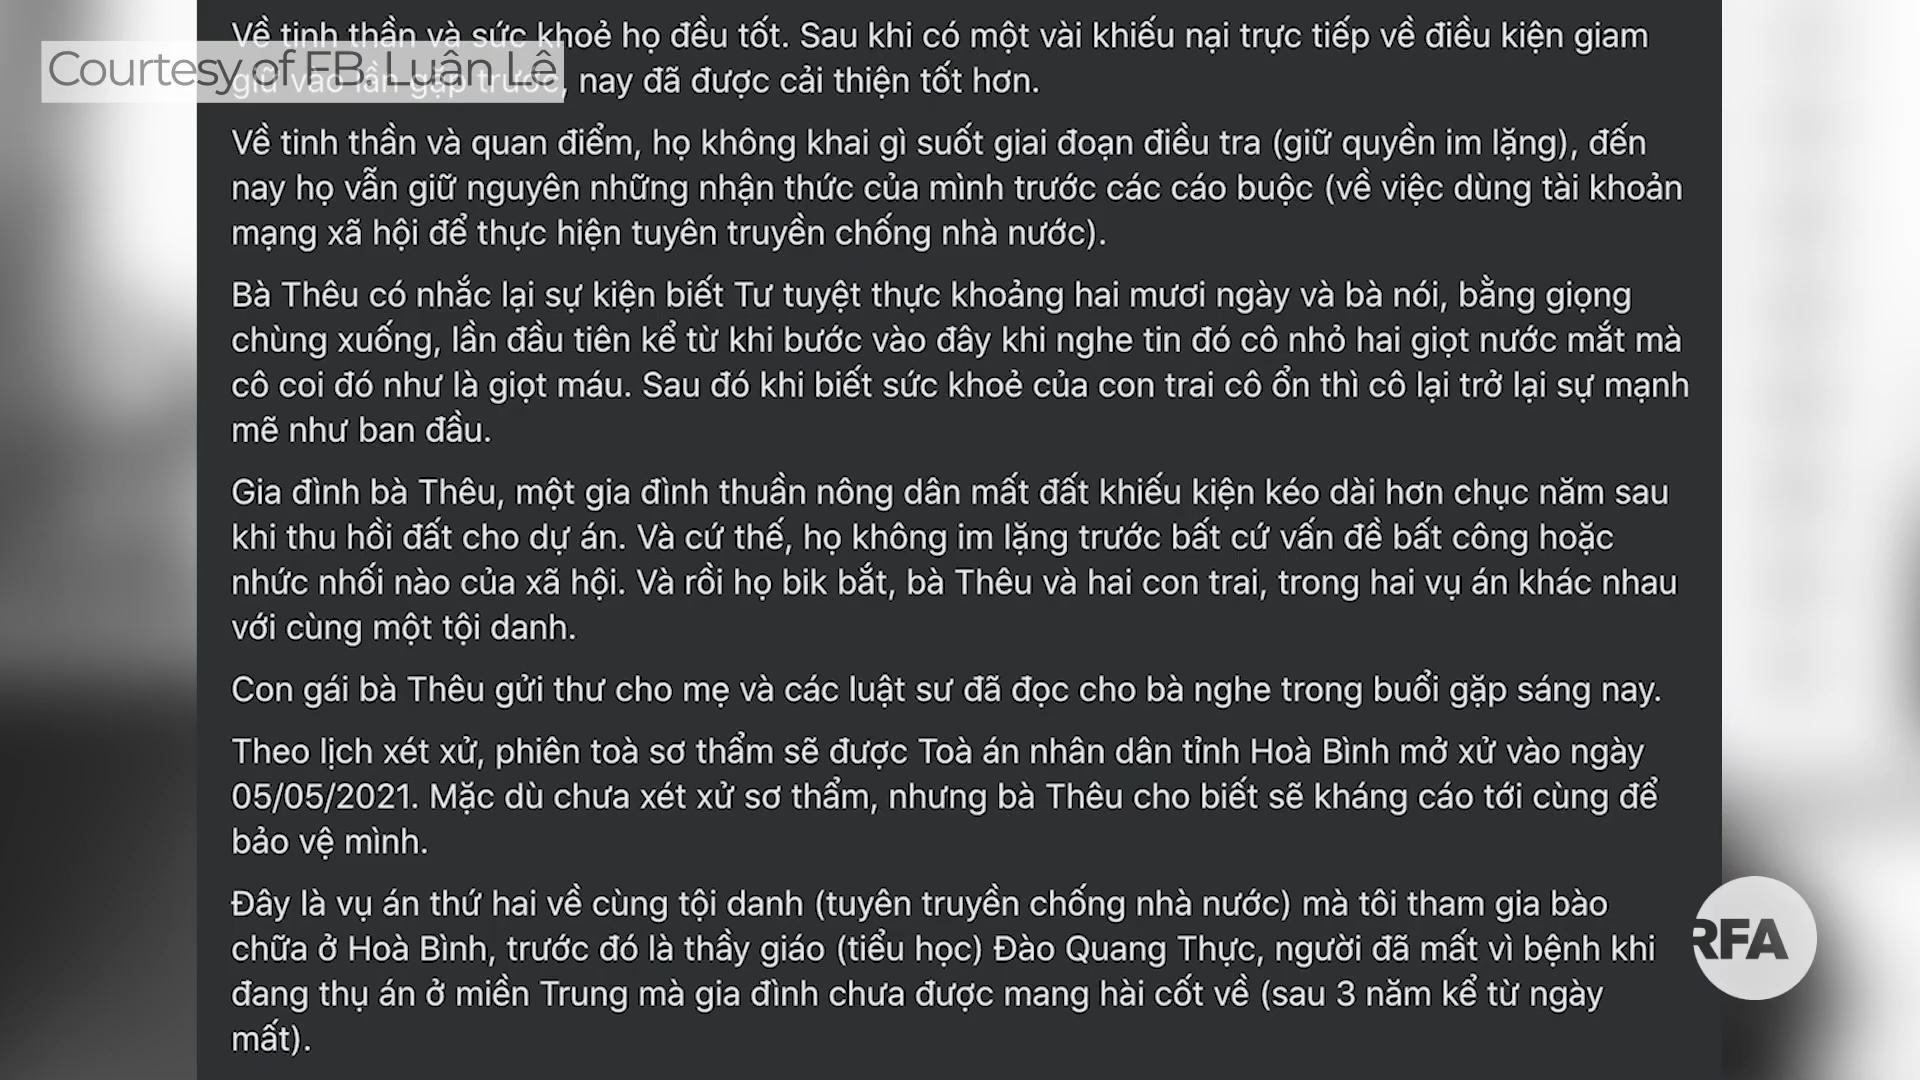 Về tinh thần và sức khoẻ họ đều tốt. Sau khi có một vài khiếu nại trực tiếp về điều kiện giam
Courtesy of FB. Luân Lê
giữ vào lần gặp trước, nay đã được cải thiện tốt hơn.
Về tinh thần và quan điểm, họ không khai gì suốt giai đoạn điều tra (giữ quyền im lặng), đến
nay họ vẫn giữ nguyên những nhận thức của mình trước các cáo buộc (về việc dùng tài khoản
mạng xã hội để thực hiện tuyên truyền chống nhà nước).
Bà Thêu có nhắc lại sự kiện biết Tư tuyệt thực khoảng hai mươi ngày và bà nói, bằng giọng
chùng xuống, lần đầu tiên kể từ khi bước vào đây khi nghe tin đó cô nhỏ hai giọt nước mắt mà
cô coi đó như là giọt máu. Sau đó khi biết sức khoẻ của con trai cô ổn thì cô lại trở lại sự mạnh
mẽ như ban đầu.
Gia đình bà Thêu, một gia đình thuần nông dân mất đất khiếu kiện kéo dài hơn chục năm sau
khi thu hồi đất cho dự án. Và cứ thế, họ không im lặng trước bất cứ vấn đề bất công hoặc
nhức nhối nào của xã hội. Và rồi họ bik bắt, bà Thêu và hai con trai, trong hai vụ án khác nhau
với cùng một tội danh.
Con gái bà Thêu gửi thư cho mẹ và các luật sư đã đọc cho bà nghe trong buổi gặp sáng nay.
Theo lịch xét xử, phiên toà sơ thẩm sẽ được Toà án nhân dân tỉnh Hoà Bình mở xử vào ngày
05/05/2021. Mặc dù chưa xét xử sơ thẩm, nhưng bà Thêu cho biết sẽ kháng cáo tới cùng để
bảo vệ mình.
Đây là vụ án thứ hai về cùng tội danh (tuyên truyền chống nhà nước) mà tôi tham gia bào
chữa ở Hoà Bình, trước đó là thầy giáo (tiểu học) Đào Quang Thực, người đã mất vì bệnh khi
đang thụ án ở miền Trung mà gia đình chưa được mang hài cốt về (sau 3 năm kể từ ngày
mất).
RFA